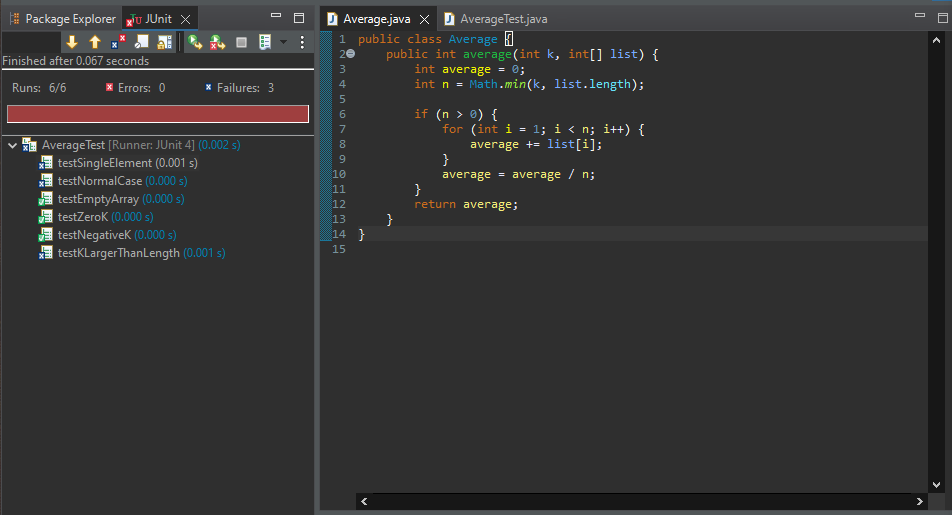 Package Explorer JUnit
Finished after 0.067 seconds
Runs: 6/6 Errors: 0 Failures: 3
AverageTest [Runner: JUnit 4] (0.002 s)
testSingleElement (0.001 s)
testNormalCase (0.000 s)
testEmptyArray (0.000 s)
testZeroK (0.000 s)
testNegativeK (0.000 s)
testKLargerThanLength (0.001 s)
Average.java AverageTest.java
1 public class Average {
2 public int average(int k, int[] list) {
3 int average = 0;
4 int n = Math.min(k, list.length);
5
6 if (n > 0) {
7 for (int i = 1; i < n; i++) {
8 average += list[i];
9 }
10 average = average / n;
11 }
12 return average;
13 }
14 }
15